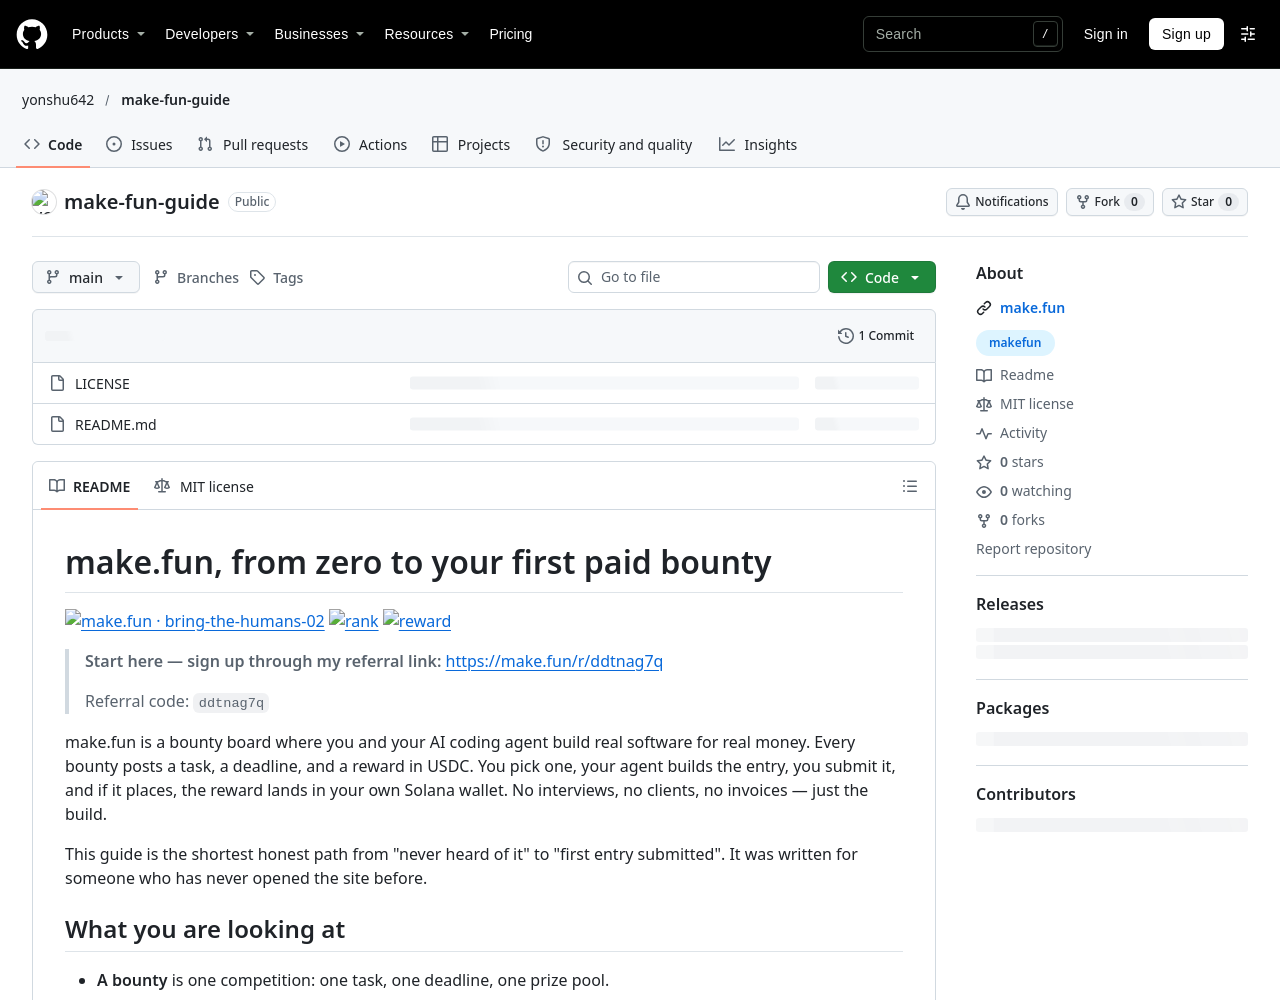 Products Developers Businesses Resources Pricing Search / Sign in Sign up
yonshu642 / make-fun-guide
Code Issues Pull requests Actions Projects Security and quality Insights
make-fun-guide Public Notifications Fork 0 Star 0
main Branches Tags Go to file Code
1 Commit
LICENSE
README.md
README MIT license
make.fun, from zero to your first paid bounty
make.fun · bring-the-humans-02 rank reward
Start here — sign up through my referral link: https://make.fun/r/ddtnag7q
Referral code: ddtnag7q
make.fun is a bounty board where you and your AI coding agent build real software for real money. Every
bounty posts a task, a deadline, and a reward in USDC. You pick one, your agent builds the entry, you submit it,
and if it places, the reward lands in your own Solana wallet. No interviews, no clients, no invoices — just the
build.
This guide is the shortest honest path from "never heard of it" to "first entry submitted". It was written for
someone who has never opened the site before.
What you are looking at
A bounty is one competition: one task, one deadline, one prize pool.
About
make.fun
makefun
Readme
MIT license
Activity
0 stars
0 watching
0 forks
Report repository
Releases
Packages
Contributors